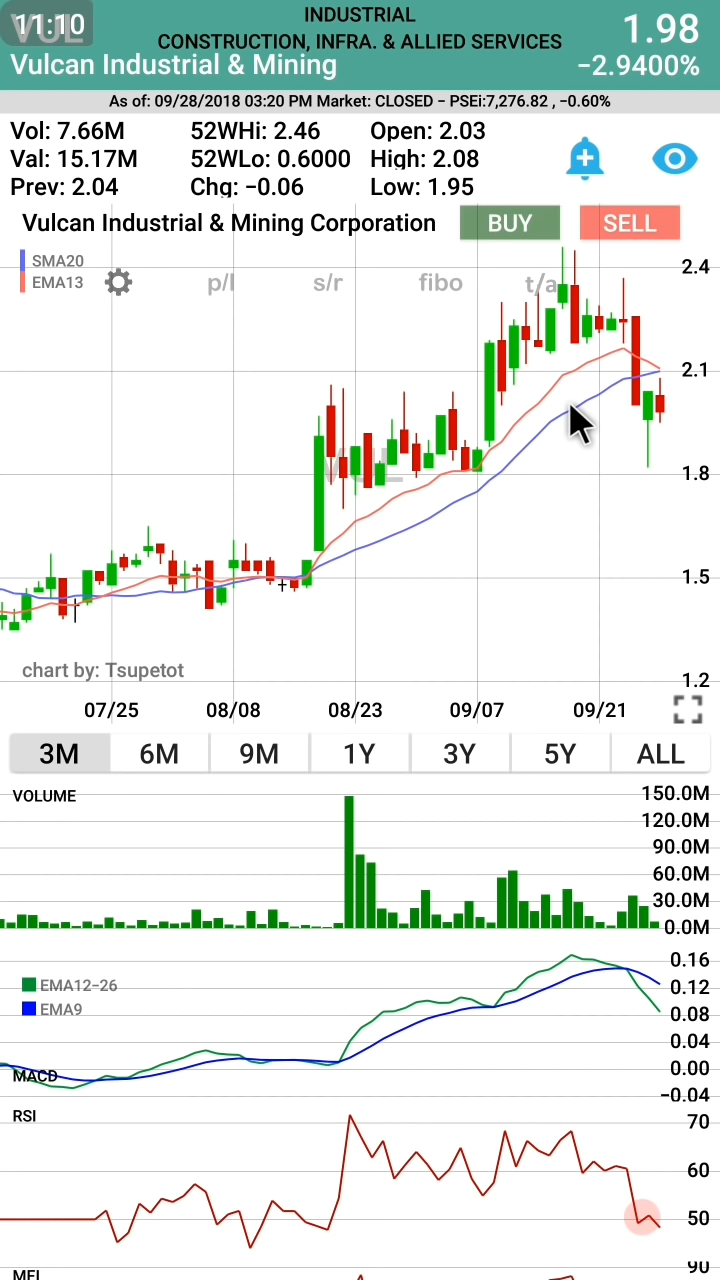 11:10
VUL
INDUSTRIAL
CONSTRUCTION, INFRA. & ALLIED SERVICES
1.98
Vulcan Industrial & Mining
−2.9400%
As of: 09/28/2018 03:20 PM Market: CLOSED − PSEi:7,276.82 , −0.60%
Vol: 7.66M 52WHi: 2.46 Open: 2.03
Val: 15.17M 52WLo: 0.6000 High: 2.08
Prev: 2.04 Chg: −0.06 Low: 1.95
Vulcan Industrial & Mining Corporation BUY SELL
SMA20
EMA13
p/l s/r fibo t/a
2.4
2.1
VUL
1.8
1.5
chart by: Tsupetot
1.2
07/25 08/08 08/23 09/07 09/21
3M 6M 9M 1Y 3Y 5Y ALL
VOLUME
150.0M
120.0M
90.0M
60.0M
30.0M
0.0M
EMA12-26
EMA9
0.16
0.12
0.08
0.04
0.00
MACD
−0.04
RSI
70
60
50
MFI
90